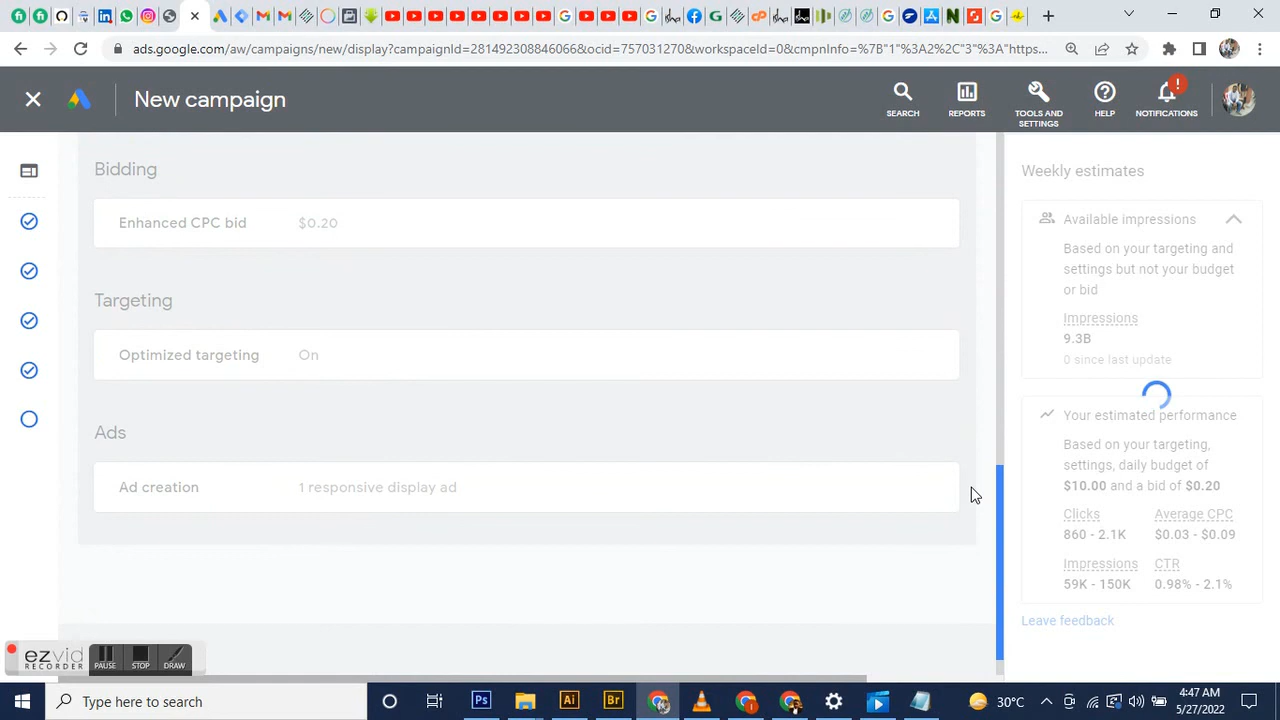 ads.google.com/aw/campaigns/new/display?campaignId=281492308846066&ocid=757031270&workspaceId=0&cmpnInfo=%7B"1"%3A2%2C"3"%3A"https...
New campaign
SEARCH
REPORTS
TOOLS AND
SETTINGS
HELP
!
NOTIFICATIONS
Bidding
Enhanced CPC bid $0.20
Targeting
Optimized targeting On
Ads
Ad creation 1 responsive display ad
Weekly estimates
Available impressions
Based on your targeting and
settings but not your budget
or bid
Impressions
9.3B
0 since last update
Your estimated performance
Based on your targeting,
settings, daily budget of
$10.00 and a bid of $0.20
Clicks Average CPC
860 - 2.1K $0.03 - $0.09
Impressions CTR
59K - 150K 0.98% - 2.1%
Leave feedback
ezvid
RECORDER
PAUSE STOP DRAW
Type here to search
Ps
Ai
Br
30°C
4:47 AM
5/27/2022